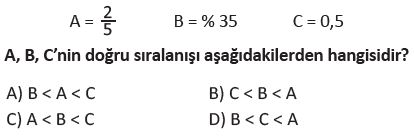 A = 2/5 B = % 35 C = 0,5
A, B, C’nin doğru sıralanışı aşağıdakilerden hangisidir?
A) B < A < C B) C < B < A
C) A < B < C D) B < C < A